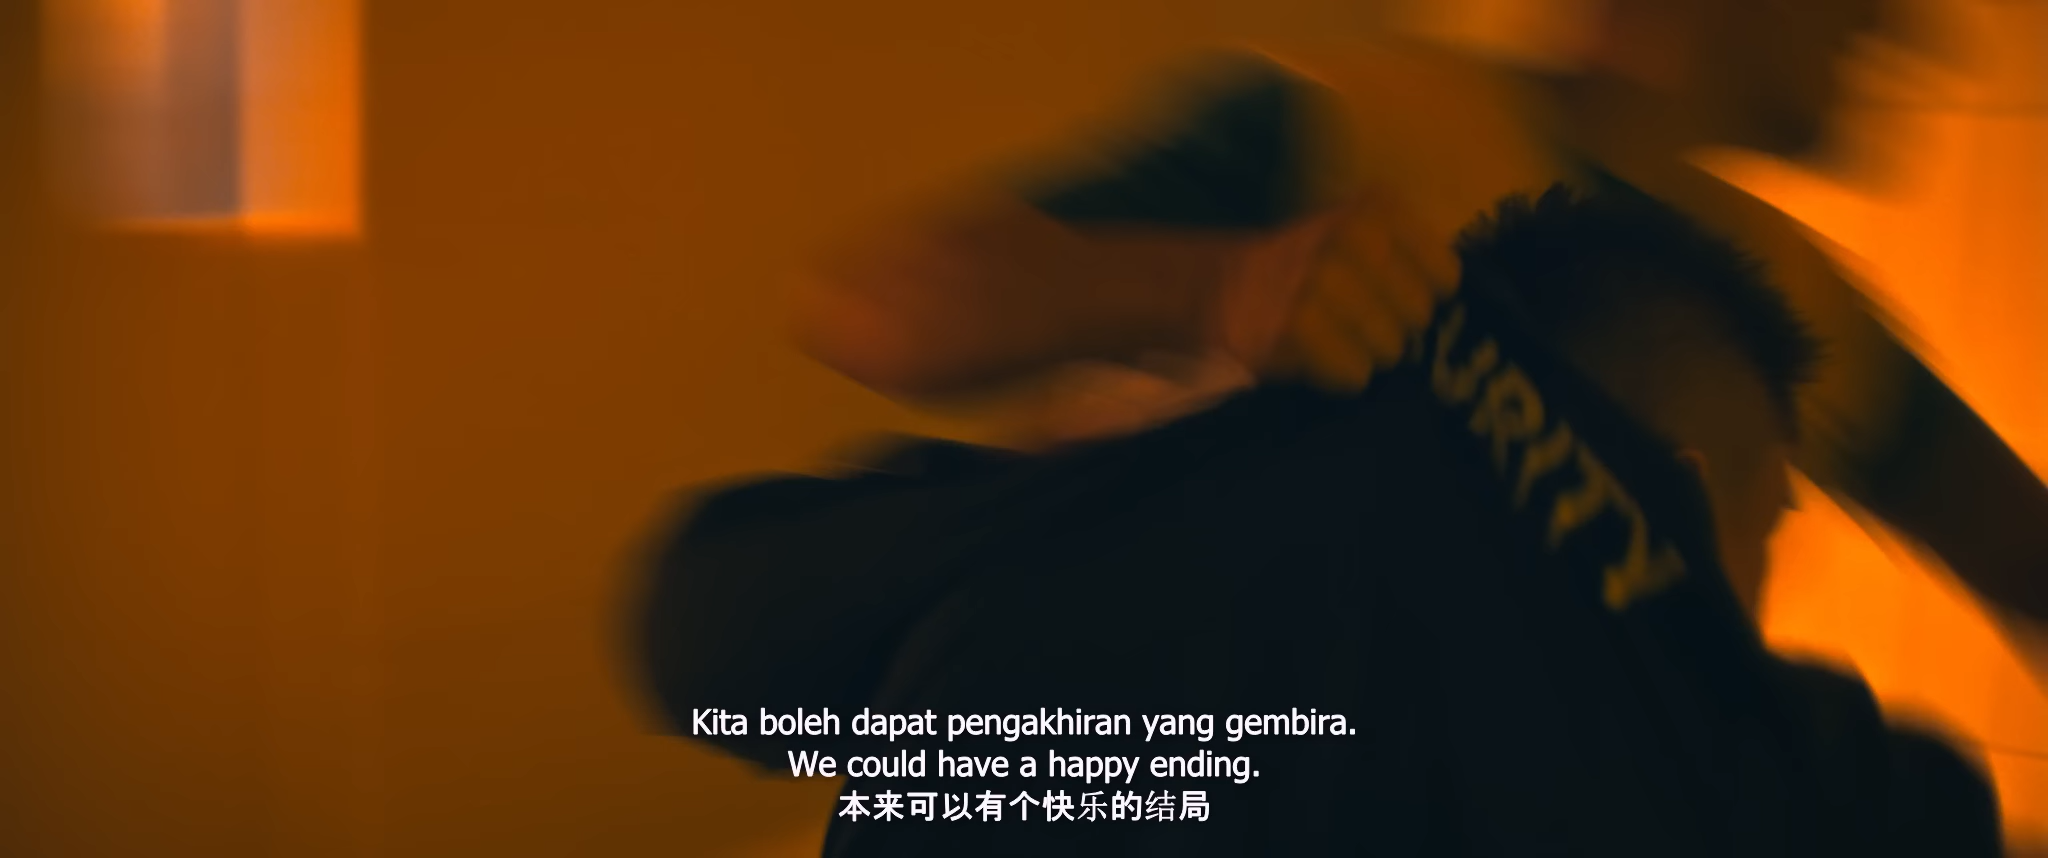 URITY
Kita boleh dapat pengakhiran yang gembira.
We could have a happy ending.
本来可以有个快乐的结局